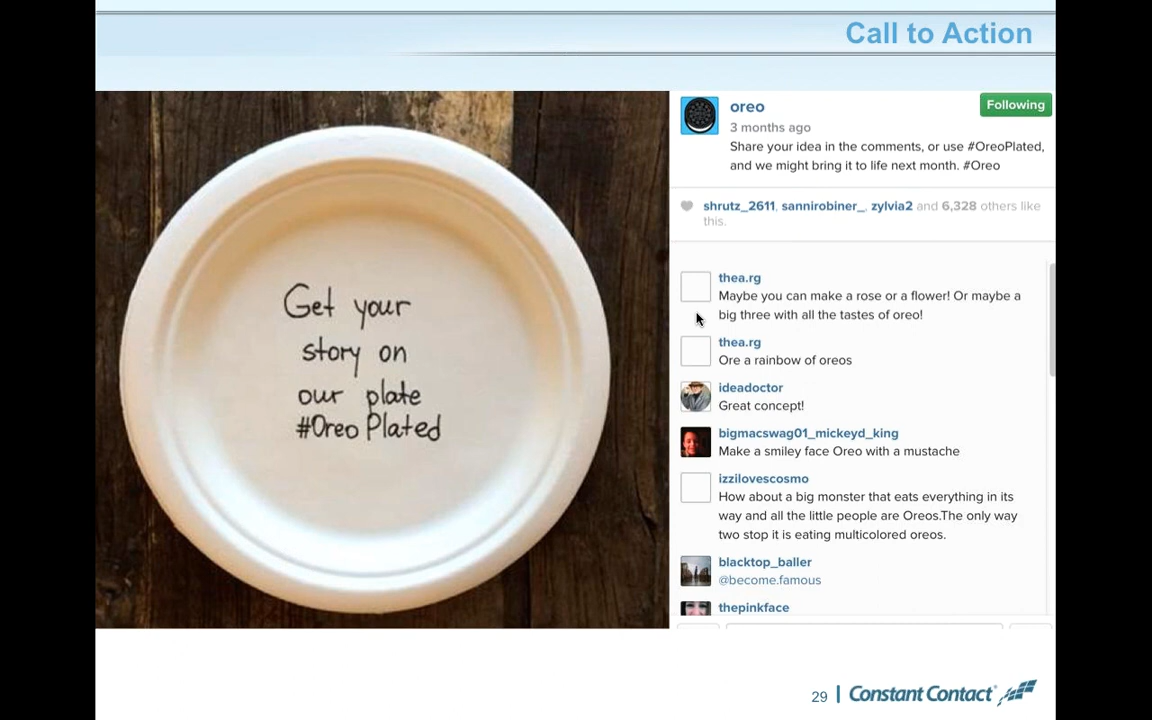 Call to Action
Get your
story on
our plate
#Oreo Plated
oreo
Following
3 months ago
Share your idea in the comments, or use #OreoPlated,
and we might bring it to life next month. #Oreo
shrutz_2611, sannirobiner_, zylvia2 and 6,328 others like
this.
thea.rg
Maybe you can make a rose or a flower! Or maybe a
big three with all the tastes of oreo!
thea.rg
Ore a rainbow of oreos
ideadoctor
Great concept!
bigmacswag01_mickeyd_king
Make a smiley face Oreo with a mustache
izzilovescosmo
How about a big monster that eats everything in its
way and all the little people are Oreos.The only way
two stop it is eating multicolored oreos.
blacktop_baller
@become.famous
thepinkface
29 | Constant Contact